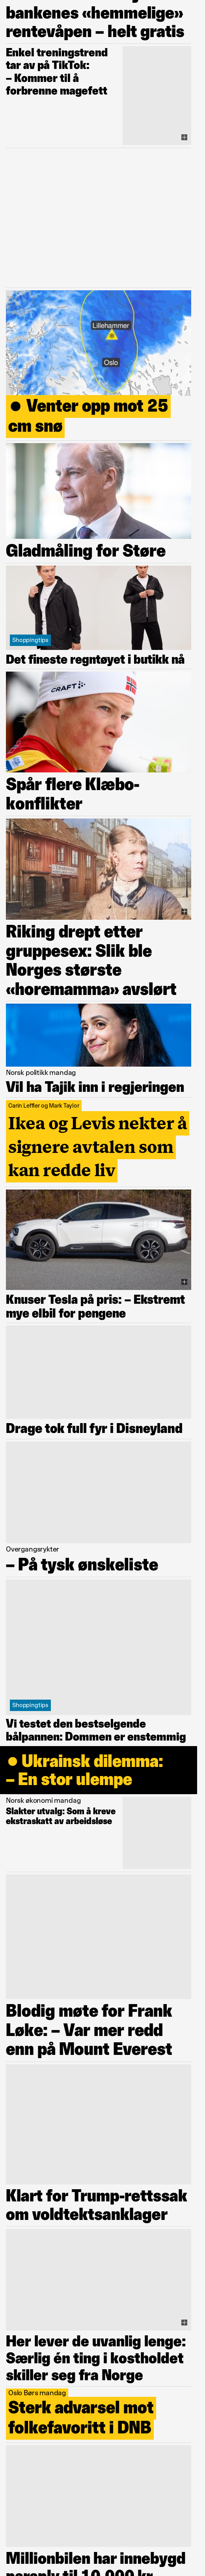 bankenes «hemmelige»
rentevåpen – helt gratis
Enkel treningstrend
tar av på TikTok:
– Kommer til å
forbrenne magefett
Lillehammer
Oslo
● Venter opp mot 25
cm snø
Gladmåling for Støre
Shoppingtips
Det fineste regntøyet i butikk nå
CRAFT
Spår flere Klæbo-
konflikter
Riking drept etter
gruppesex: Slik ble
Norges største
«horemamma» avslørt
Norsk politikk mandag
Vil ha Tajik inn i regjeringen
Carin Leffler og Mark Taylor
Ikea og Levis nekter å
signere avtalen som
kan redde liv
Knuser Tesla på pris: – Ekstremt
mye elbil for pengene
Drage tok full fyr i Disneyland
Overgangsrykter
– På tysk ønskeliste
Shoppingtips
Vi testet den bestselgende
bålpannen: Dommen er enstemmig
● Ukrainsk dilemma:
– En stor ulempe
Norsk økonomi mandag
Slakter utvalg: Som å kreve
ekstraskatt av arbeidsløse
Blodig møte for Frank
Løke: – Var mer redd
enn på Mount Everest
Klart for Trump-rettssak
om voldtektsanklager
Her lever de uvanlig lenge:
Særlig én ting i kostholdet
skiller seg fra Norge
Oslo Børs mandag
Sterk advarsel mot
folkefavoritt i DNB
Millionbilen har innebygd
paraply til 10.000 kr